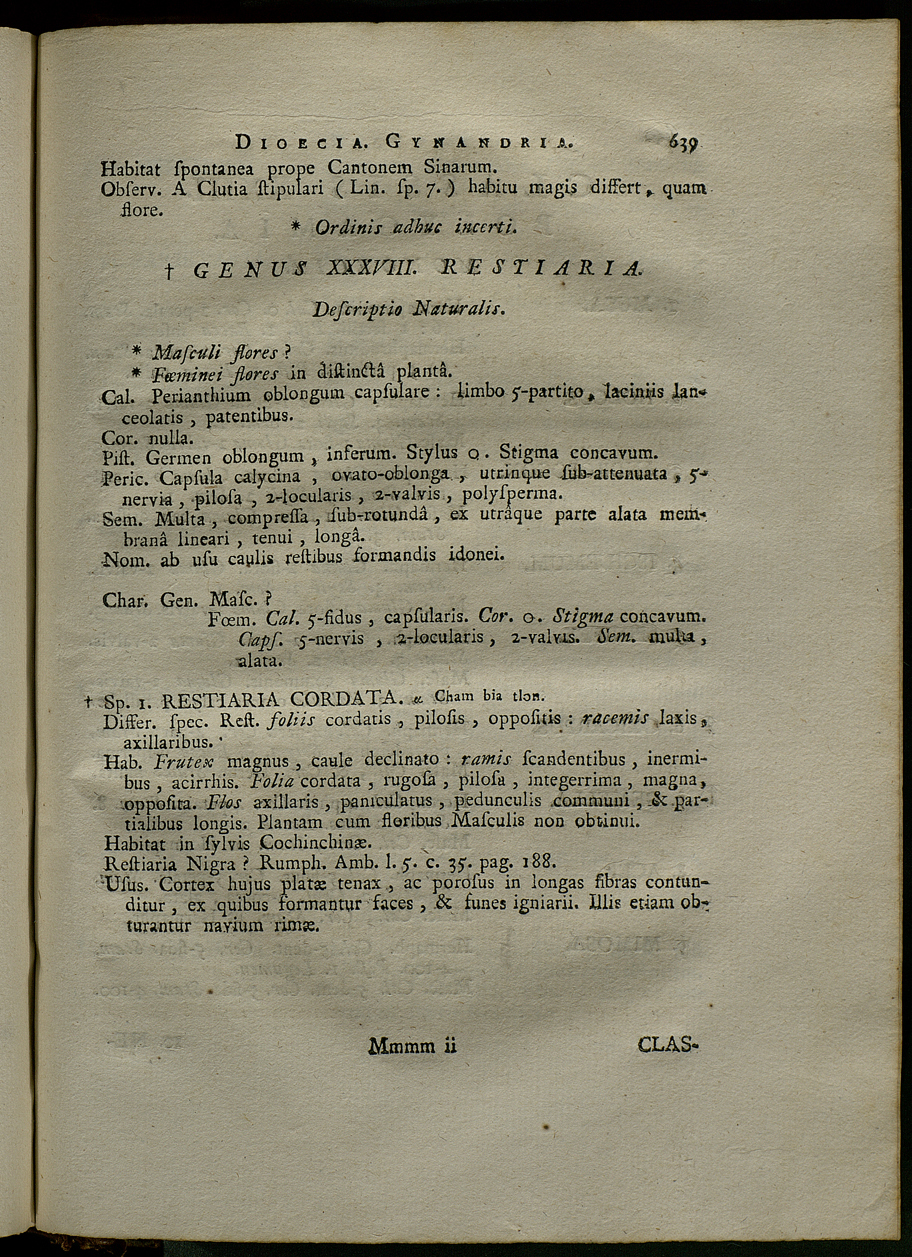 DIOECIA. GYNANDRIA. 639
Habitat ſpontanea prope Cantonem Sinarum.
Obſerv. A Clutia ſtipulari ( Lin. ſp. 7. ) habitu magis differt, quam
flore.
* Ordinis adhuc incerti.
† GENUS XXXVIII. RESTIARIA.
Deſcriptio Naturalis.
* Maſculi flores ?
* Fœminei flores in diſtinctâ plantâ.
Cal. Perianthium oblongum capſulare : limbo 5-partito, laciniis lan-
ceolatis , patentibus.
Cor. nulla.
Piſt. Germen oblongum , inferum. Stylus 0. Stigma concavum.
Peric. Capſula calycina , ovato-oblonga , utrinque ſub-attenuata , 5-
nervia , piloſa , 2-locularis , 2-valvis , polyſperma.
Sem. Multa , compreſſa , ſub-rotundâ , ex utrâque parte alata mem-
branâ lineari , tenui , longâ.
Nom. ab uſu caulis reſtibus formandis idonei.
Char. Gen. Maſc. ?
Fœm. Cal. 5-fidus , capſularis. Cor. 0. Stigma concavum.
Capſ. 5-nervis , 2-locularis , 2-valvis. Sem. multa ,
alata.
† Sp. 1. RESTIARIA CORDATA. α Cham bia tlon.
Differ. ſpec. Reſt. foliis cordatis , piloſis , oppoſitis : racemis laxis ,
axillaribus.
Hab. Frutex magnus , caule declinato : ramis ſcandentibus , inermi-
bus , acirrhis. Folia cordata , rugoſa , piloſa , integerrima , magna,
oppoſita. Flos axillaris , paniculatus , pedunculis communi , & par-
tialibus longis. Plantam cum floribus Maſculis non obtinui.
Habitat in ſylvis Cochinchinæ.
Reſtiaria Nigra ? Rumph. Amb. l. 5. c. 35. pag. 188.
Uſus. Cortex hujus platæ tenax , ac poroſus in longas fibras contun-
ditur , ex quibus formantur faces , & funes igniarii. Illis etiam ob-
turantur navium rimæ.
Mmmm ii CLAS-